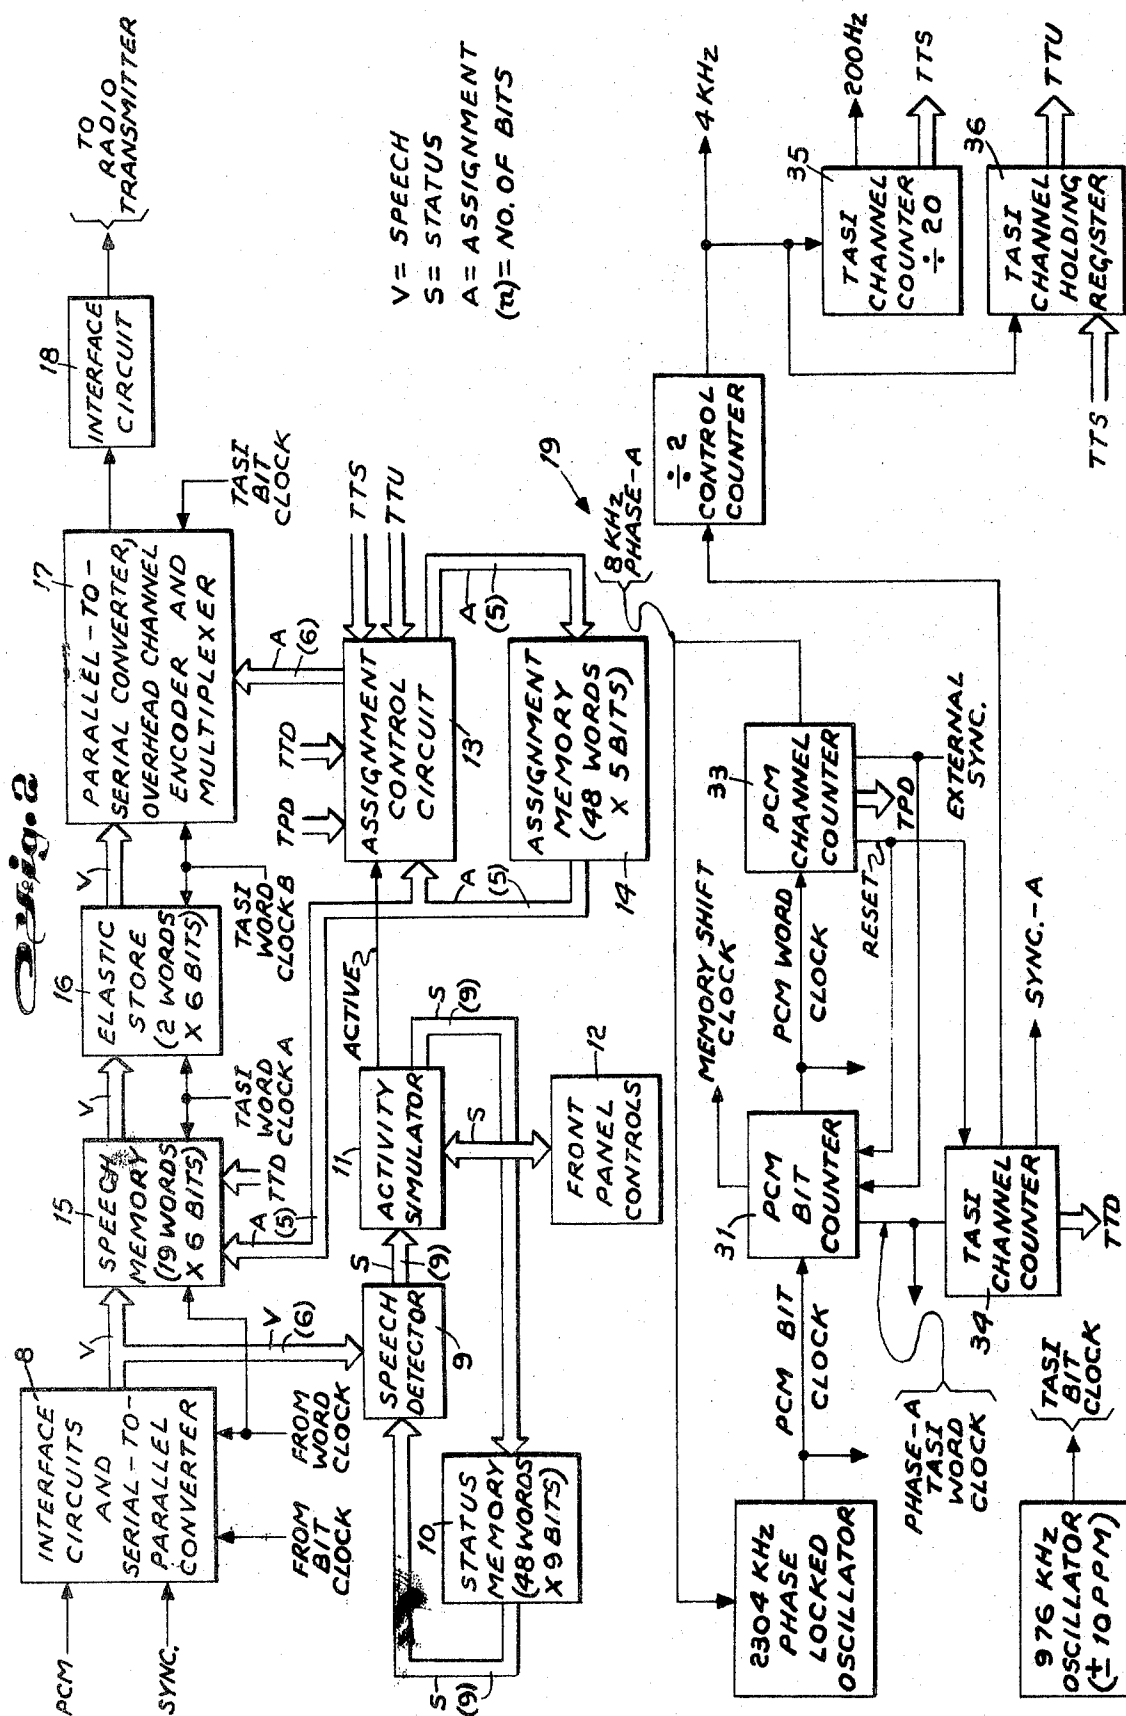 Fig. 2
PCM
SYNC.
8
INTERFACE
CIRCUITS
AND
SERIAL-TO-
PARALLEL
CONVERTER
FROM
BIT
CLOCK
FROM
WORD
CLOCK
V
V
(6)
15
SPEECH
MEMORY
(19 WORDS
X 6 BITS)
A
(5)
TTD
TASI
WORD
CLOCK A
V
16
ELASTIC
STORE
(2 WORDS
X 6 BITS)
TASI
WORD
CLOCK B
V
17
PARALLEL-TO-
SERIAL CONVERTER,
OVERHEAD CHANNEL
ENCODER AND
MULTIPLEXER
TASI
BIT
CLOCK
18
INTERFACE
CIRCUIT
TO
RADIO
TRANSMITTER
SPEECH
DETECTOR
9
S
(9)
10
STATUS
MEMORY
(48 WORDS
X 9 BITS)
S
(9)
11
ACTIVITY
SIMULATOR
S
(9)
S
12
FRONT
PANEL
CONTROLS
ACTIVE
TPD
TTD
A
(6)
ASSIGNMENT
CONTROL
CIRCUIT
13
TTS
TTU
A
(5)
A
(5)
ASSIGNMENT
MEMORY
(48 WORDS
X 5 BITS)
14
V = SPEECH
S = STATUS
A = ASSIGNMENT
(n) = NO. OF BITS
19
8 KHz
PHASE-A
2304 KHz
PHASE
LOCKED
OSCILLATOR
PCM BIT
CLOCK
31
PCM
BIT
COUNTER
MEMORY SHIFT
CLOCK
PCM WORD
CLOCK
33
PCM
CHANNEL
COUNTER
RESET
TPD
EXTERNAL
SYNC.
÷ 2
CONTROL
COUNTER
4 KHz
35
TASI
CHANNEL
COUNTER
÷ 20
200Hz
TTS
36
TASI
CHANNEL
HOLDING
REGISTER
TTS
TTU
PHASE-A
TASI
WORD
CLOCK
34
TASI
CHANNEL
COUNTER
SYNC.-A
TTD
976 KHz
OSCILLATOR
(± 10 PPM)
TASI
BIT
CLOCK